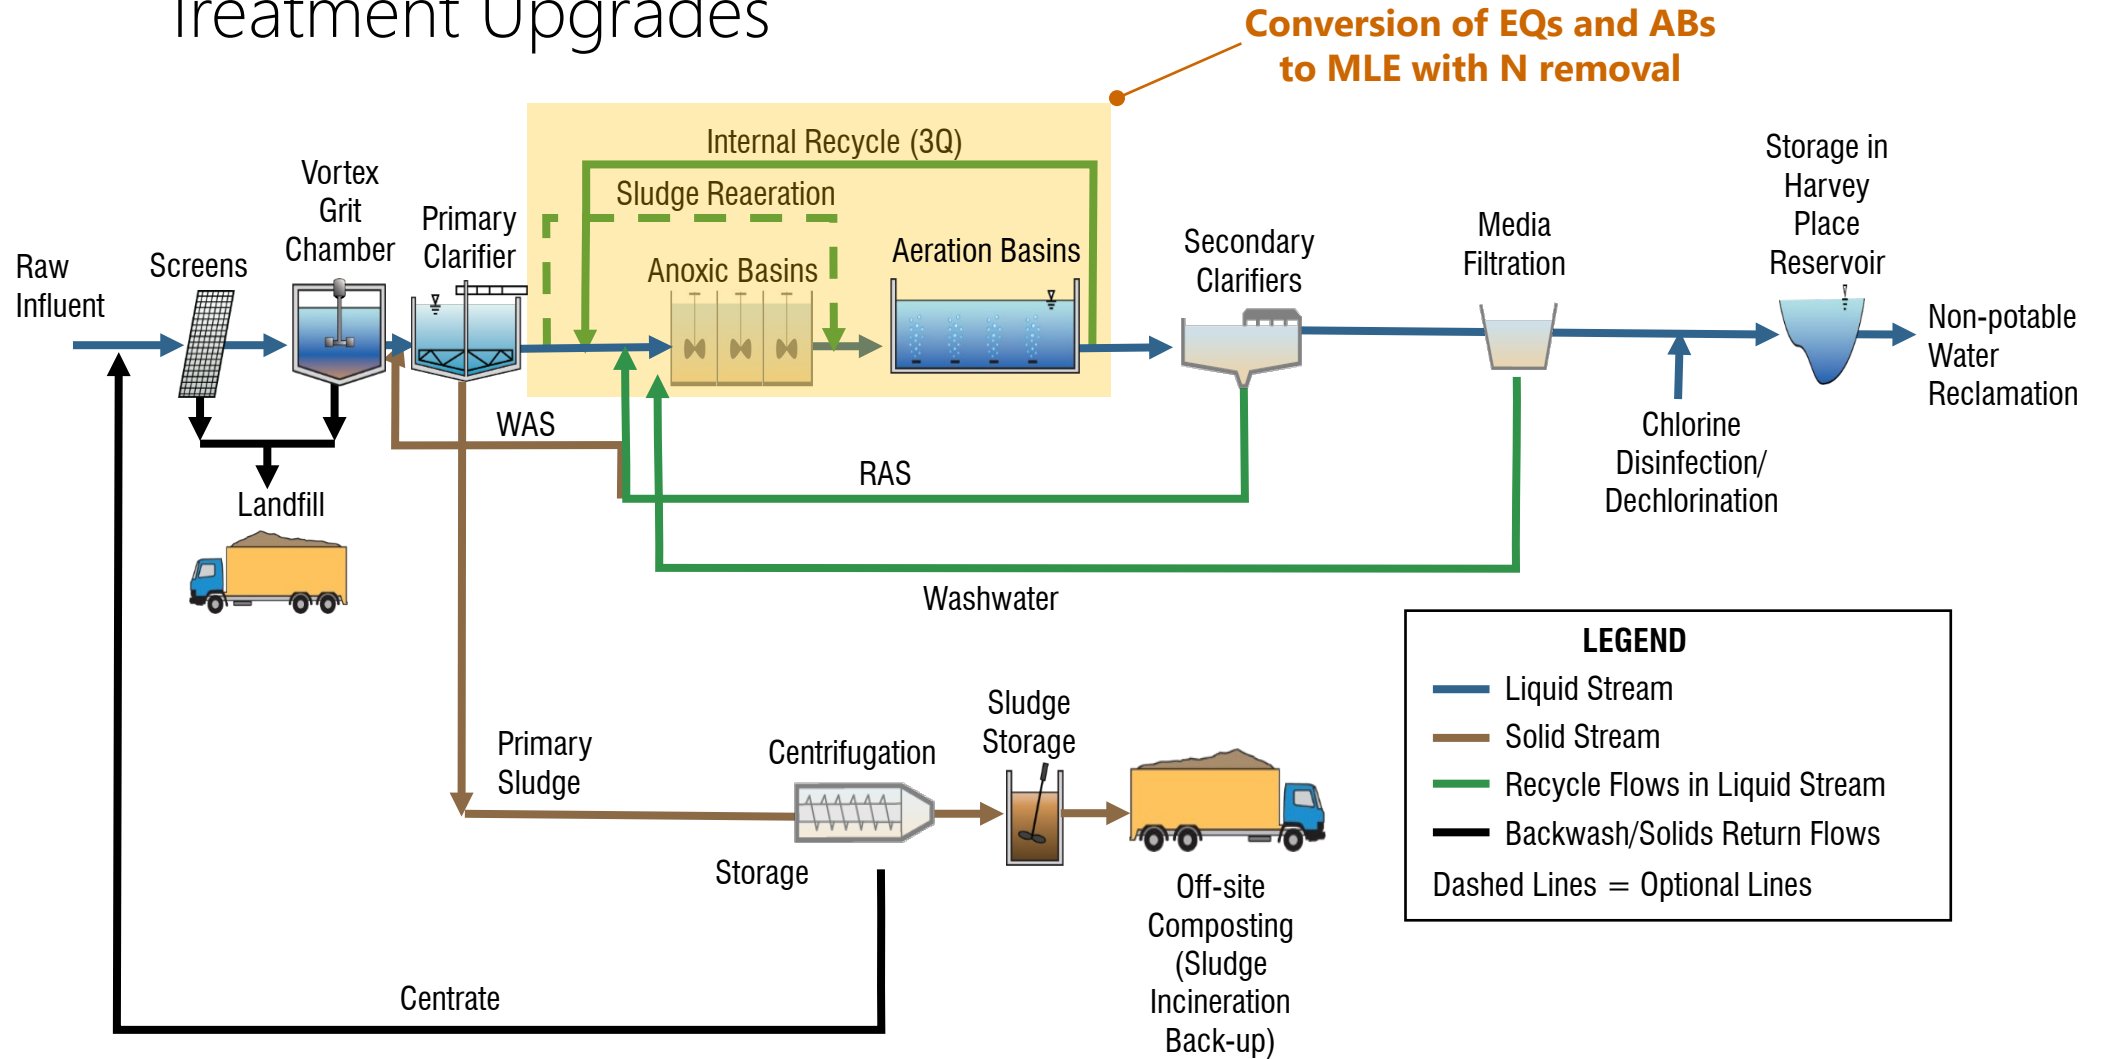 Treatment Upgrades
Conversion of EQs and ABs
to MLE with N removal
Internal Recycle (3Q)
Sludge Reaeration
Raw
Influent
Screens
Vortex
Grit
Chamber
Primary
Clarifier
Anoxic Basins
Aeration Basins
Secondary
Clarifiers
Media
Filtration
Storage in
Harvey
Place
Reservoir
Non-potable
Water
Reclamation
Chlorine
Disinfection/
Dechlorination
Landfill
WAS
RAS
Washwater
Primary
Sludge
Centrifugation
Storage
Sludge
Storage
Off-site
Composting
(Sludge
Incineration
Back-up)
Centrate
LEGEND
Liquid Stream
Solid Stream
Recycle Flows in Liquid Stream
Backwash/Solids Return Flows
Dashed Lines = Optional Lines